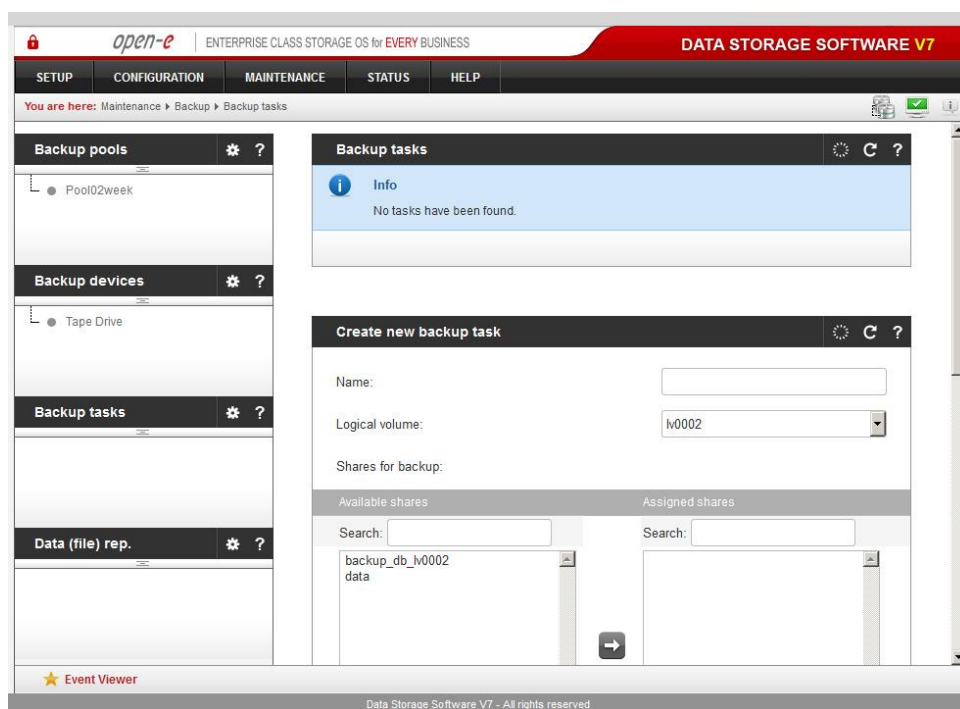 open-e ENTERPRISE CLASS STORAGE OS for EVERY BUSINESS DATA STORAGE SOFTWARE V7
SETUP CONFIGURATION MAINTENANCE STATUS HELP
You are here: Maintenance Backup Backup tasks
Backup pools ?
Pool02week
Backup devices ?
Tape Drive
Backup tasks ?
Data (file) rep. ?
Backup tasks ?
Info
No tasks have been found.
Create new backup task ?
Name:
Logical volume: lv0002
Shares for backup:
Available shares Assigned shares
Search: Search:
backup_db_lv0002
data
Event Viewer
Data Storage Software V7 - All rights reserved